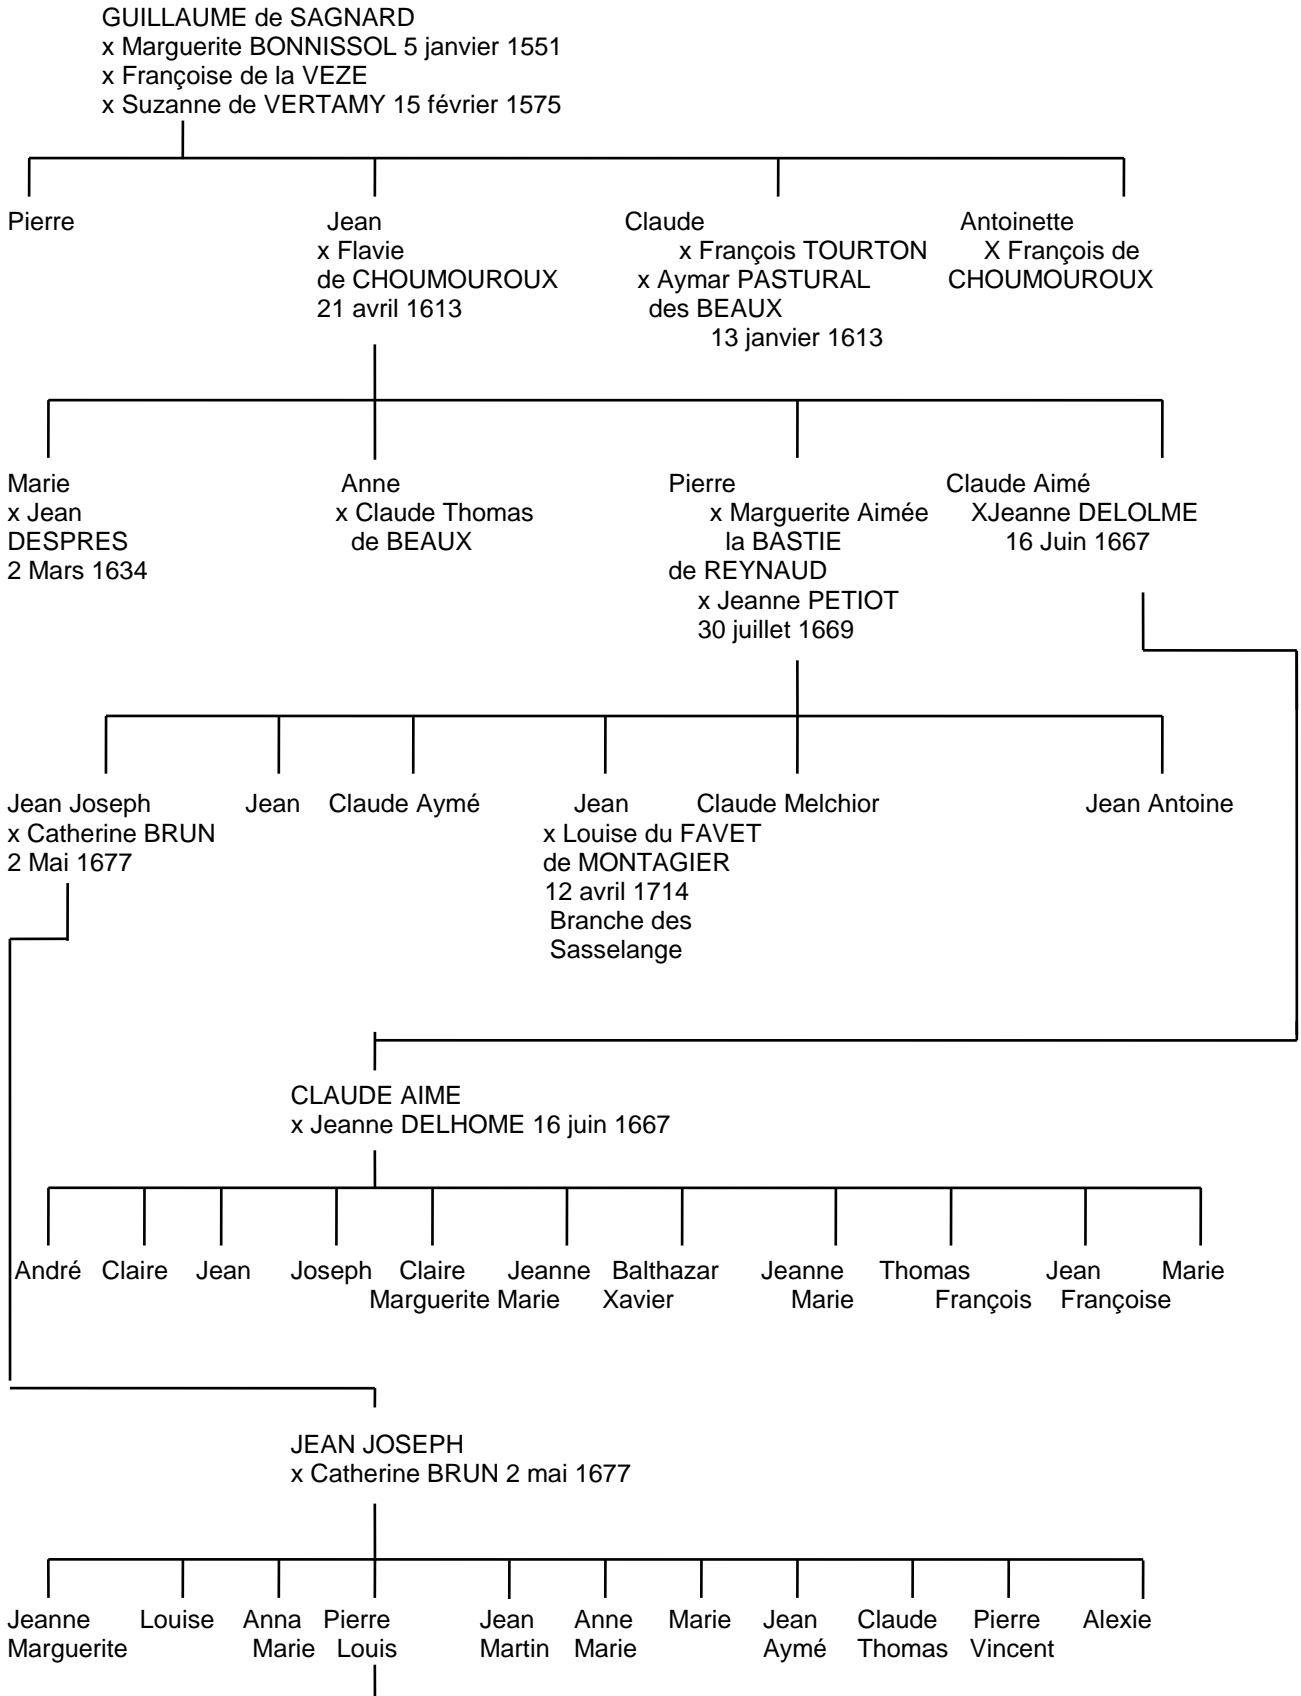 GUILLAUME de SAGNARD
x Marguerite BONNISSOL 5 janvier 1551
x Françoise de la VEZE
x Suzanne de VERTAMY 15 février 1575
Pierre
Jean
x Flavie
de CHOUMOUROUX
21 avril 1613
Claude
x François TOURTON
x Aymar PASTURAL
des BEAUX
13 janvier 1613
Antoinette
X François de
CHOUMOUROUX
Marie
x Jean
DESPRES
2 Mars 1634
Anne
x Claude Thomas
de BEAUX
Pierre
x Marguerite Aimée
la BASTIE
de REYNAUD
x Jeanne PETIOT
30 juillet 1669
Claude Aimé
XJeanne DELOLME
16 Juin 1667
Jean Joseph
x Catherine BRUN
2 Mai 1677
Jean
Claude Aymé
Jean
x Louise du FAVET
de MONTAGIER
12 avril 1714
Branche des
Sasselange
Claude Melchior
Jean Antoine
CLAUDE AIME
x Jeanne DELHOME 16 juin 1667
André
Claire
Jean
Joseph
Claire
Marguerite
Jeanne
Marie
Balthazar
Xavier
Jeanne
Marie
Thomas
François
Jean
Françoise
Marie
JEAN JOSEPH
x Catherine BRUN 2 mai 1677
Jeanne
Marguerite
Louise
Anna
Marie
Pierre
Louis
Jean
Martin
Anne
Marie
Marie
Jean
Aymé
Claude
Thomas
Pierre
Vincent
Alexie